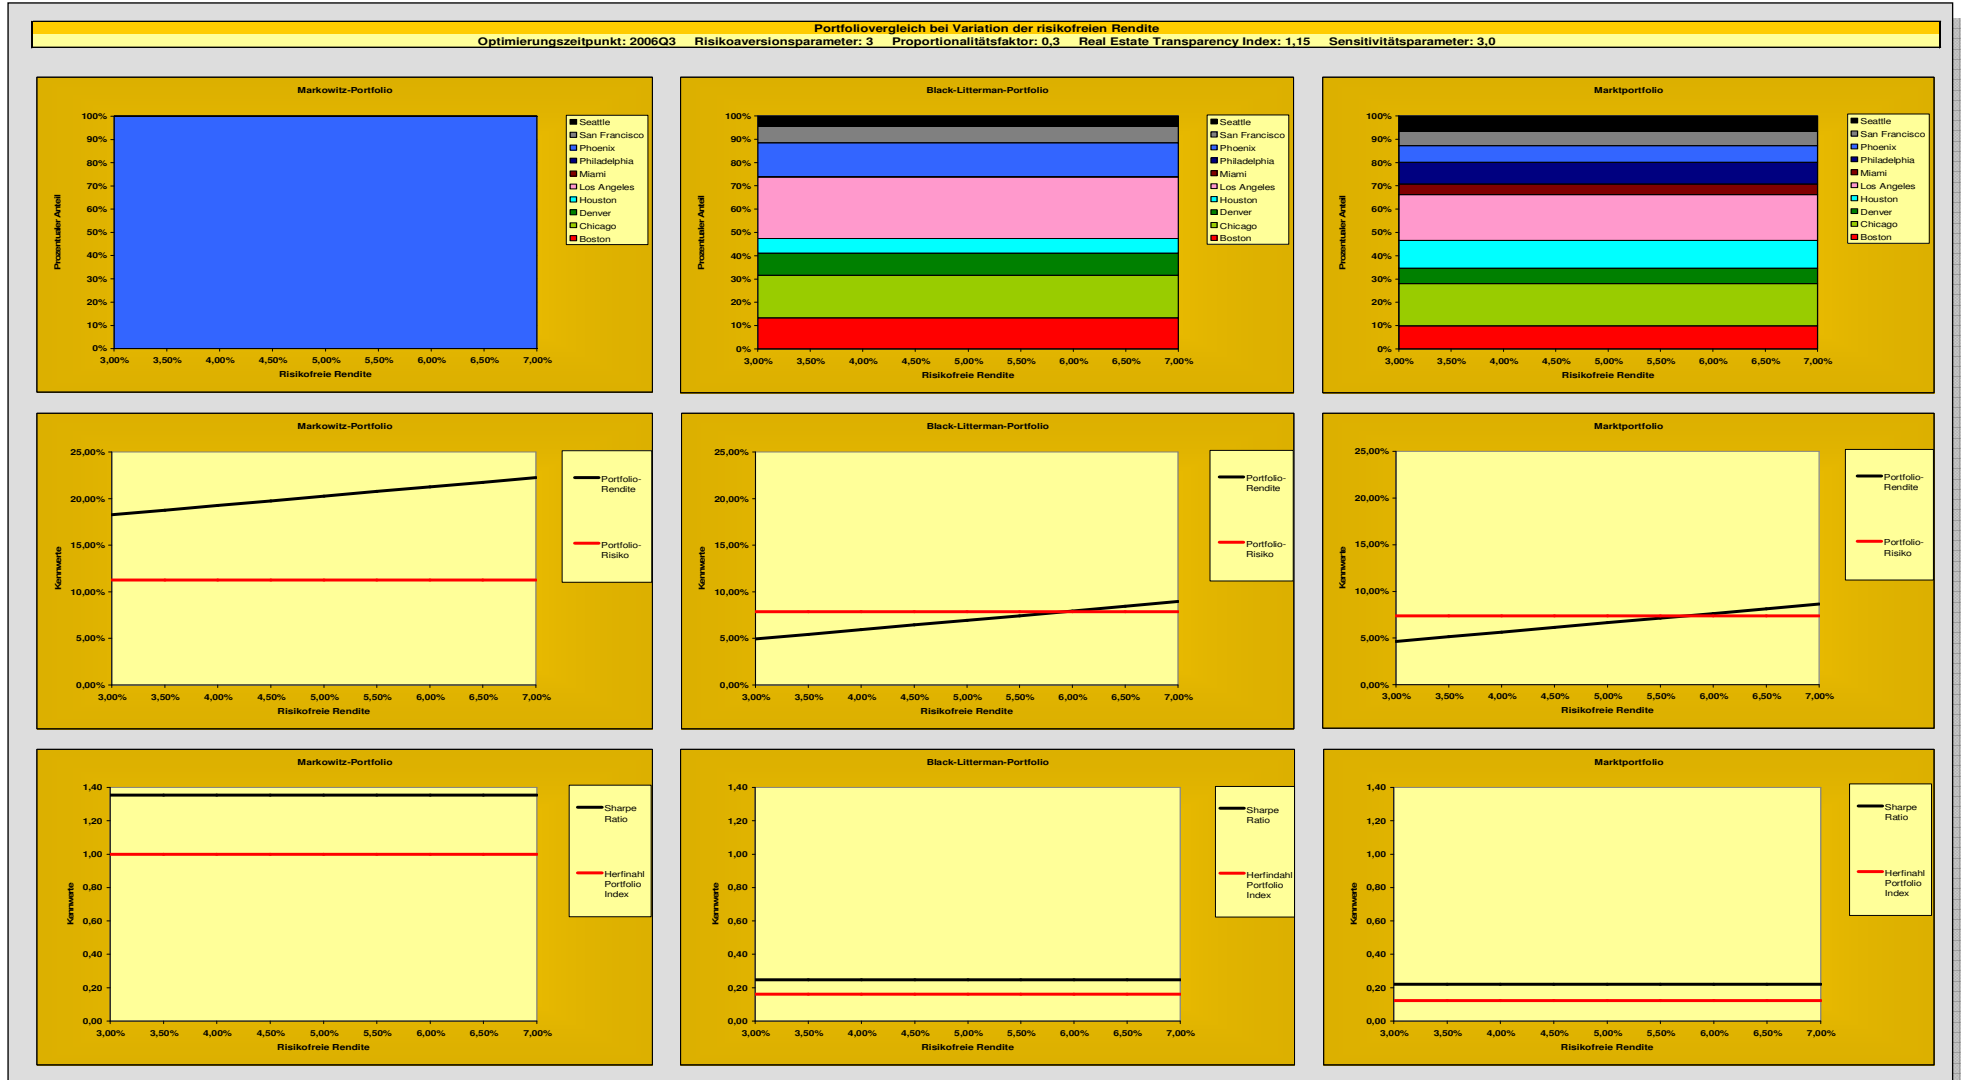 Portfoliovergleich bei Variation der risikofreien Rendite
Optimierungszeitpunkt: 2006Q3 Risikoaversionsparameter: 3 Proportionalitätsfaktor: 0,3 Real Estate Transparency Index: 1,15 Sensitivitätsparameter: 3,0
Markowitz-Portfolio
100%
90%
80%
70%
60%
50%
40%
30%
20%
10%
0%
Prozentualer Anteil
3,00% 3,50% 4,00% 4,50% 5,00% 5,50% 6,00% 6,50% 7,00%
Risikofreie Rendite
Seattle
San Francisco
Phoenix
Philadelphia
Miami
Los Angeles
Houston
Denver
Chicago
Boston
Black-Litterman-Portfolio
100%
90%
80%
70%
60%
50%
40%
30%
20%
10%
0%
Prozentualer Anteil
3,00% 3,50% 4,00% 4,50% 5,00% 5,50% 6,00% 6,50% 7,00%
Risikofreie Rendite
Seattle
San Francisco
Phoenix
Philadelphia
Miami
Los Angeles
Houston
Denver
Chicago
Boston
Marktportfolio
100%
90%
80%
70%
60%
50%
40%
30%
20%
10%
0%
Prozentualer Anteil
3,00% 3,50% 4,00% 4,50% 5,00% 5,50% 6,00% 6,50% 7,00%
Risikofreie Rendite
Seattle
San Francisco
Phoenix
Philadelphia
Miami
Los Angeles
Houston
Denver
Chicago
Boston
Markowitz-Portfolio
25,00%
20,00%
15,00%
10,00%
5,00%
0,00%
Kennwerte
3,00% 3,50% 4,00% 4,50% 5,00% 5,50% 6,00% 6,50% 7,00%
Risikofreie Rendite
Portfolio-
Rendite
Portfolio-
Risiko
Black-Litterman-Portfolio
25,00%
20,00%
15,00%
10,00%
5,00%
0,00%
Kennwerte
3,00% 3,50% 4,00% 4,50% 5,00% 5,50% 6,00% 6,50% 7,00%
Risikofreie Rendite
Portfolio-
Rendite
Portfolio-
Risiko
Marktportfolio
25,00%
20,00%
15,00%
10,00%
5,00%
0,00%
Kennwerte
3,00% 3,50% 4,00% 4,50% 5,00% 5,50% 6,00% 6,50% 7,00%
Risikofreie Rendite
Portfolio-
Rendite
Portfolio-
Risiko
Markowitz-Portfolio
1,40
1,20
1,00
0,80
0,60
0,40
0,20
0,00
Kennwerte
3,00% 3,50% 4,00% 4,50% 5,00% 5,50% 6,00% 6,50% 7,00%
Risikofreie Rendite
Sharpe
Ratio
Herfinahl
Portfolio
Index
Black-Litterman-Portfolio
1,40
1,20
1,00
0,80
0,60
0,40
0,20
0,00
Kennwerte
3,00% 3,50% 4,00% 4,50% 5,00% 5,50% 6,00% 6,50% 7,00%
Risikofreie Rendite
Sharpe
Ratio
Herfindahl
Portfolio
Index
Marktportfolio
1,40
1,20
1,00
0,80
0,60
0,40
0,20
0,00
Kennwerte
3,00% 3,50% 4,00% 4,50% 5,00% 5,50% 6,00% 6,50% 7,00%
Risikofreie Rendite
Sharpe
Ratio
Herfinahl
Portfolio
Index